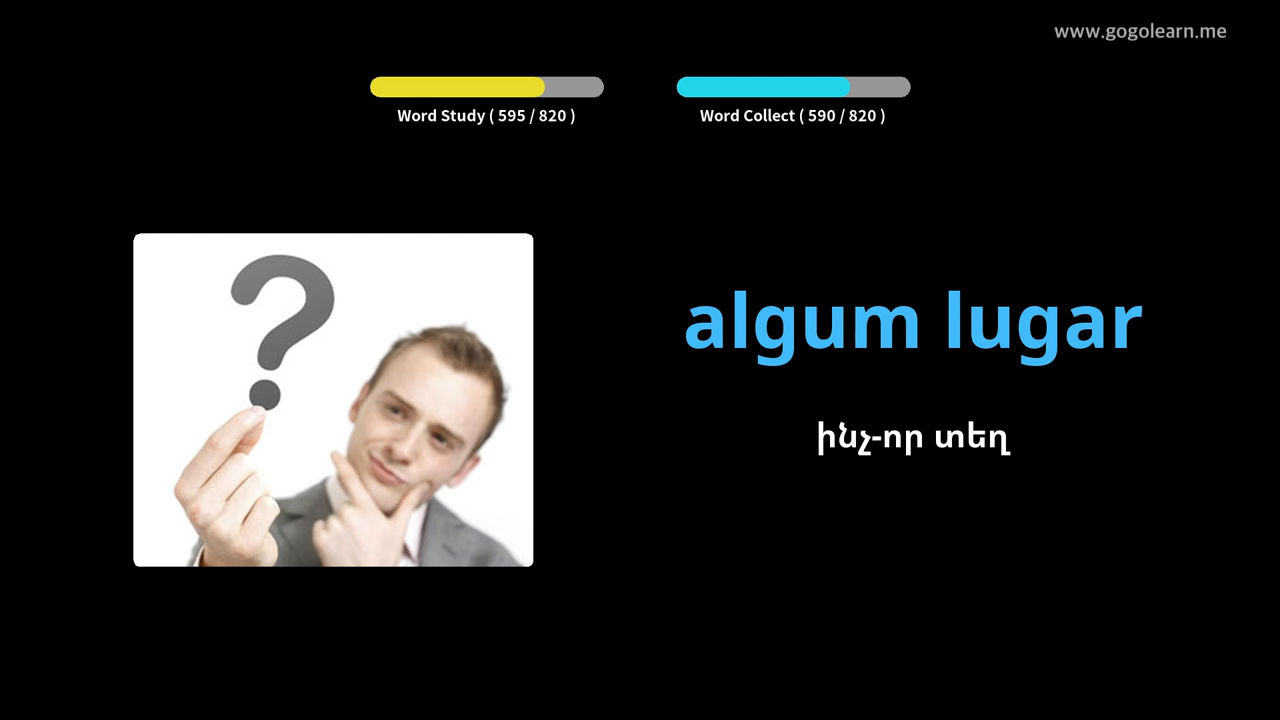 www.gogolearn.me
Word Study ( 595 / 820 )
Word Collect ( 590 / 820 )
algum lugar
ինչ-որ տեղ